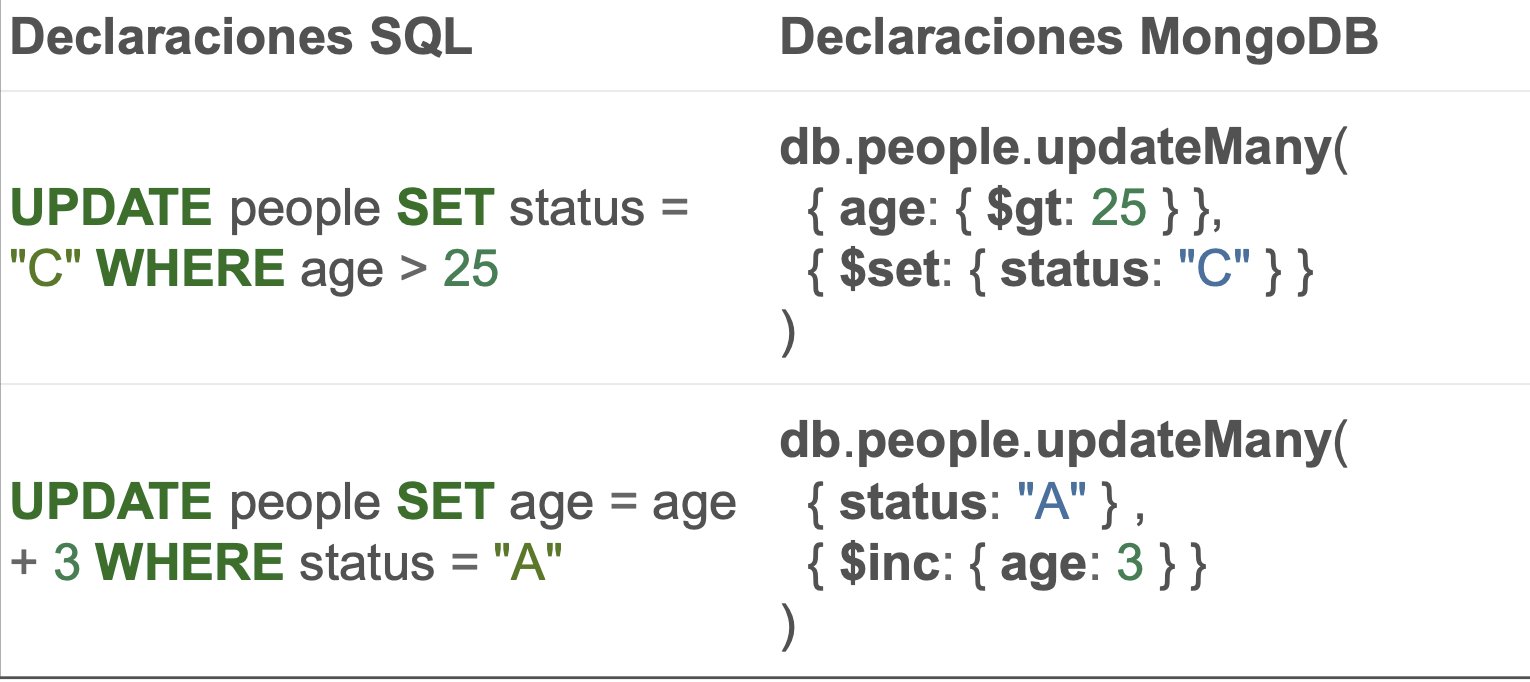 Declaraciones SQL
Declaraciones MongoDB
UPDATE people SET status =
"C" WHERE age > 25
db.people.updateMany(
{ age: { $gt: 25 } },
{ $set: { status: "C" } }
)
UPDATE people SET age = age
+ 3 WHERE status = "A"
db.people.updateMany(
{ status: "A" } ,
{ $inc: { age: 3 } }
)